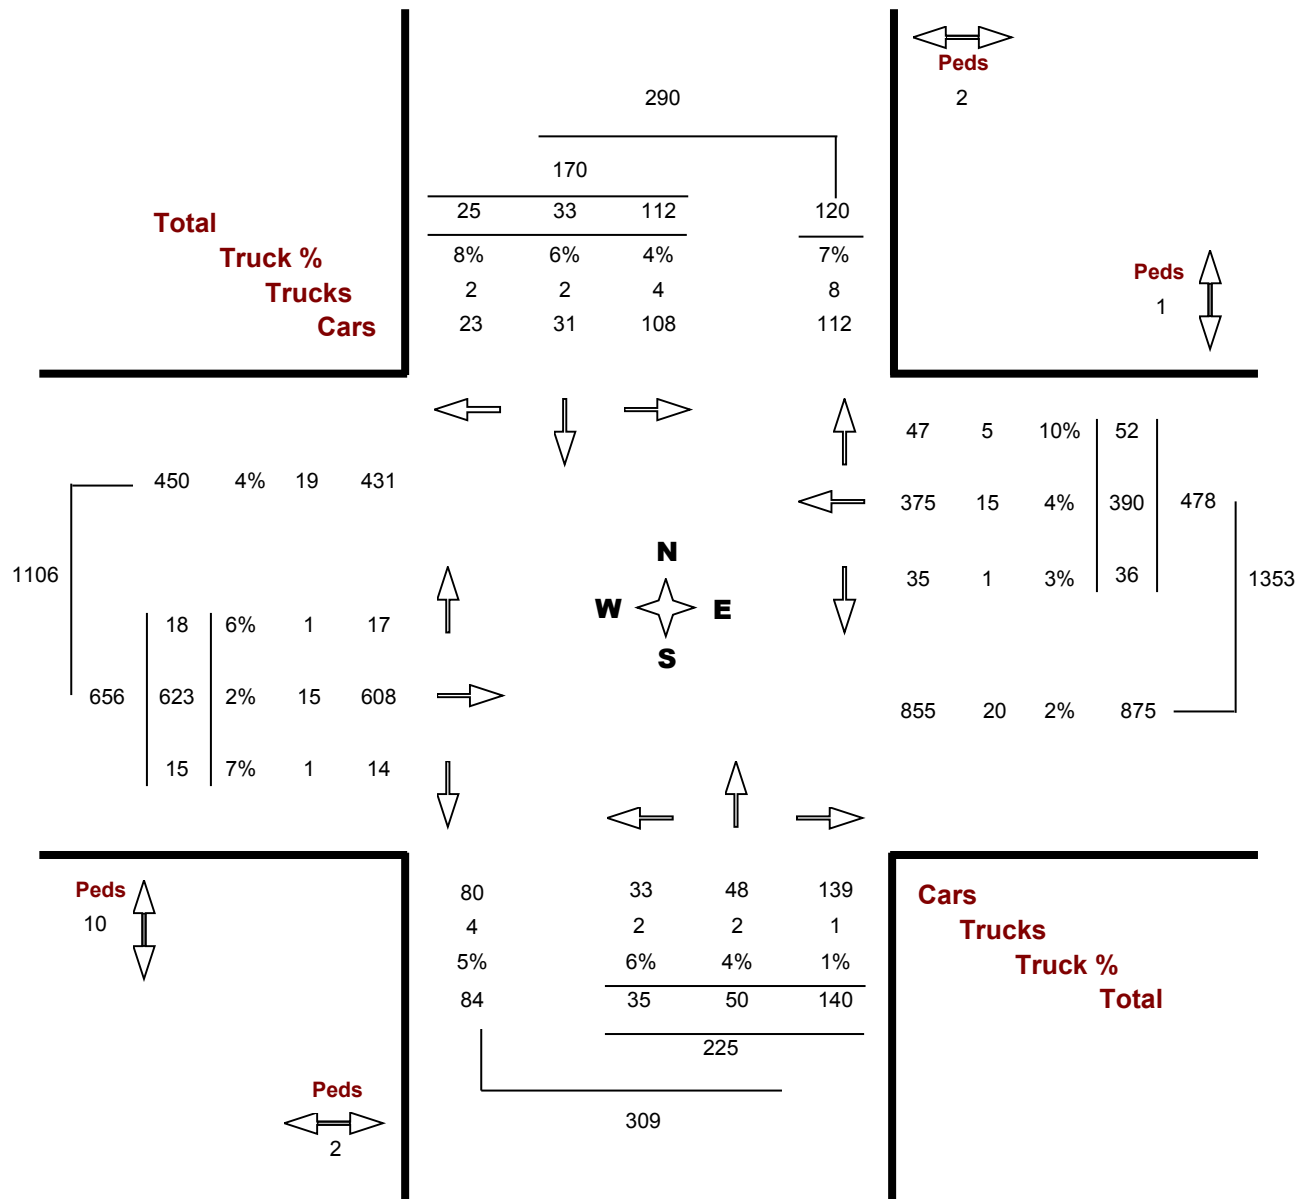 Peds
2
290
170
25 33 112 120
Total
8% 6% 4% 7%
Truck %
2 2 4 8
Trucks
23 31 108 112
Cars
Peds
1
47 5 10% 52
450 4% 19 431
375 15 4% 390 478
N
1106
35 1 3% 36 1353
W E
18 6% 1 17
S
656 623 2% 15 608
855 20 2% 875
15 7% 1 14
Peds
10
80 33 48 139
Cars
4 2 2 1
Trucks
5% 6% 4% 1%
Truck %
84 35 50 140
Total
225
Peds
309
2